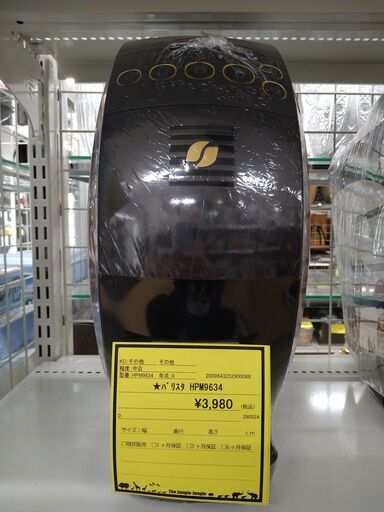 KD/その他 その他
程度:中古
型番:HPM9634 年式:0 2009643252900068
★バリスタ HPM9634
¥3,980 (税込)
0 290524
サイズ:幅 奥行 高さ cm
□現状販売 □1ヶ月保証 □3ヶ月保証 □6ヶ月保証
The Jungle-Jungle